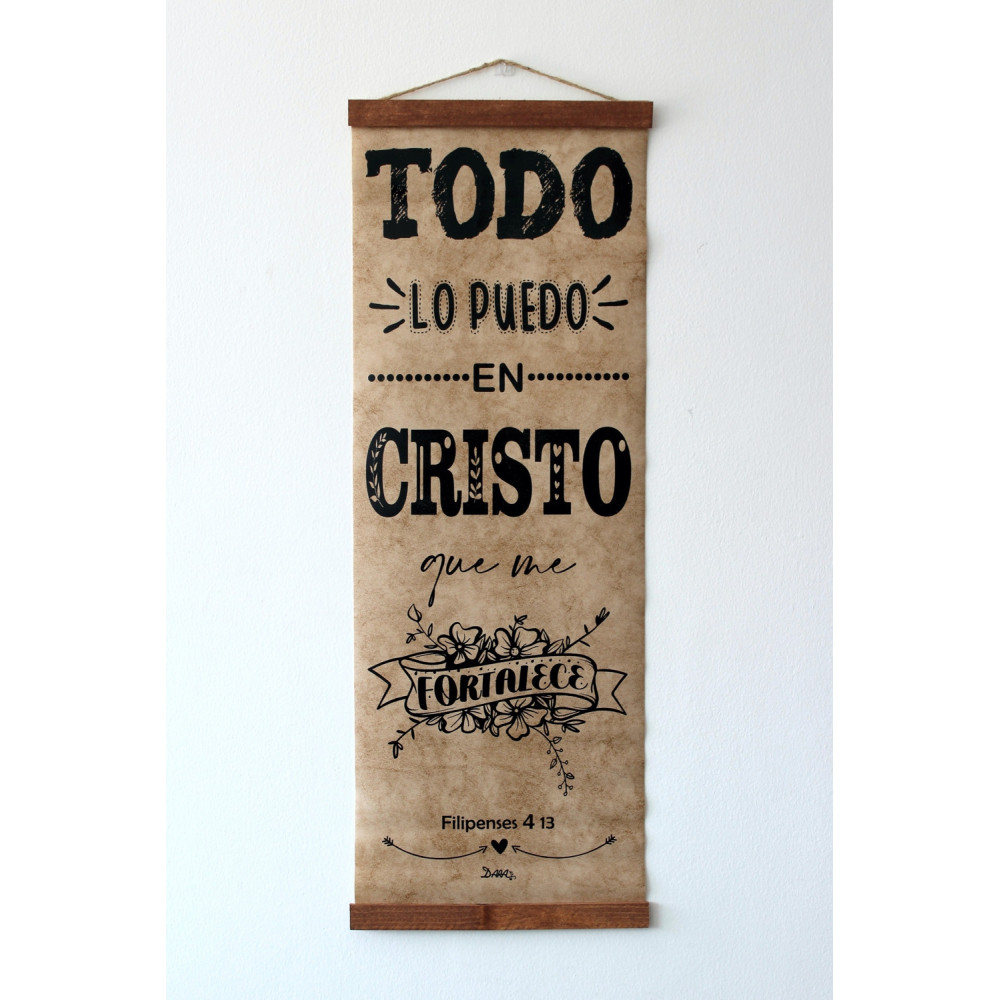 TODO
LO PUEDO
EN
CRISTO
que me
FORTALECE
Filipenses 4 13